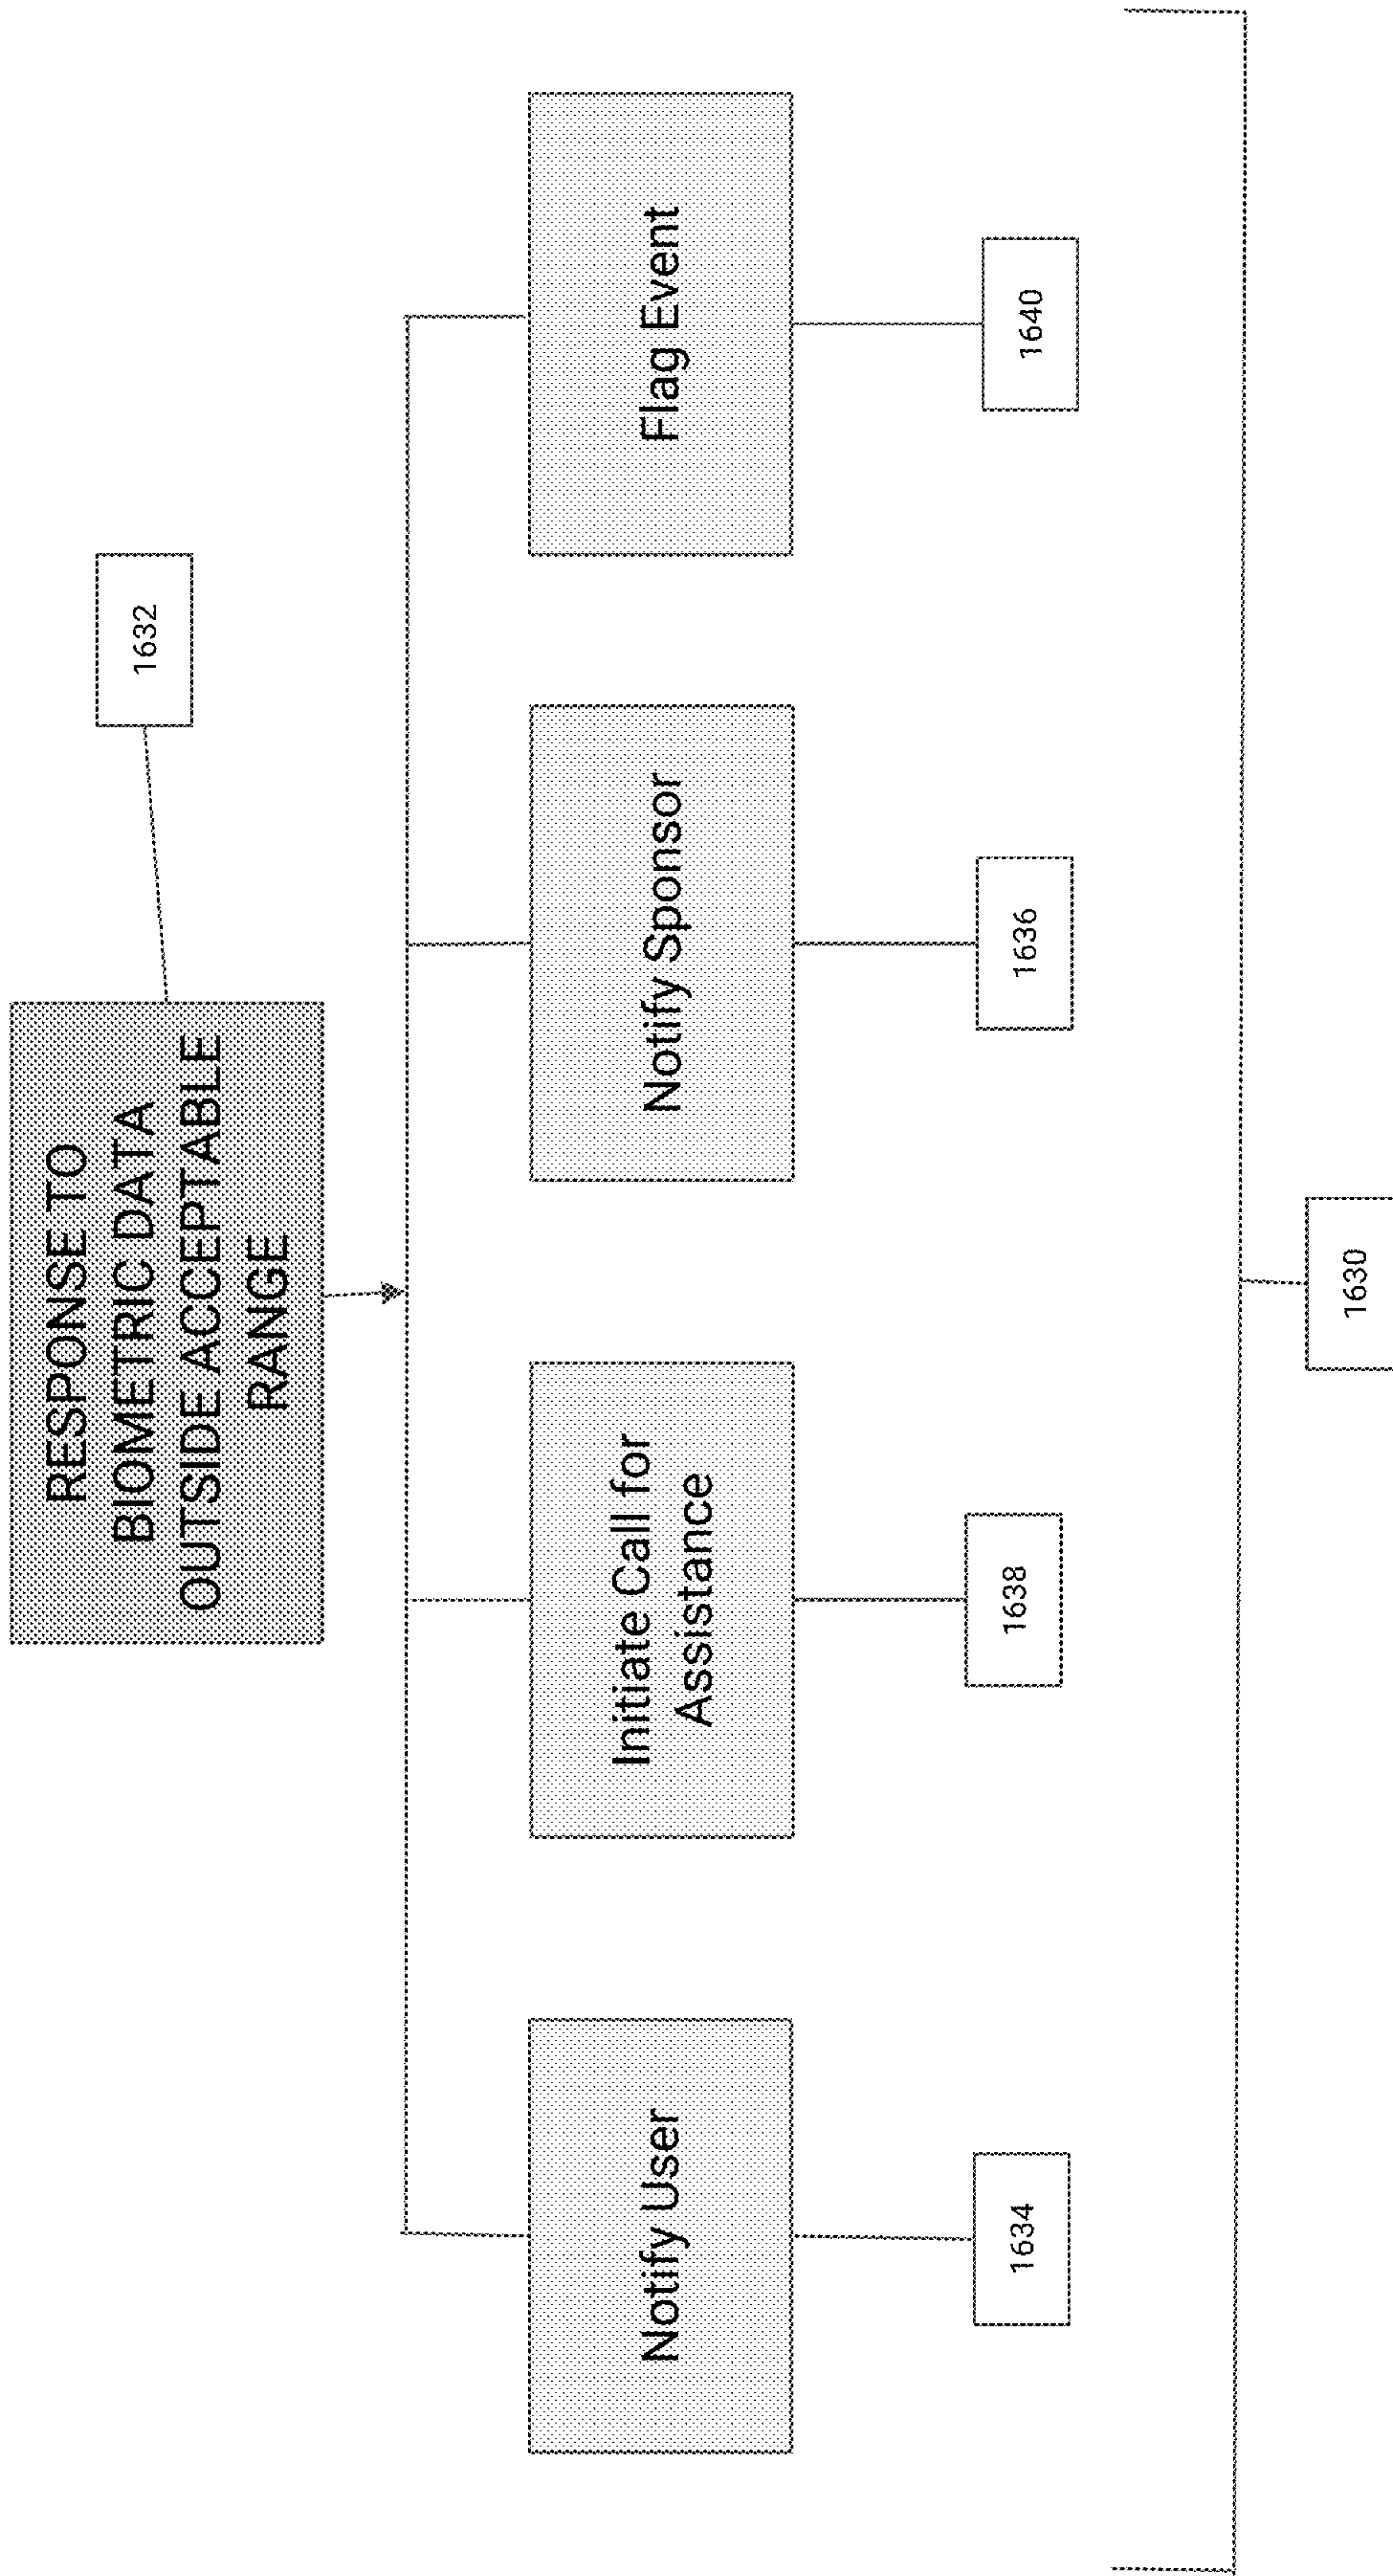 RESPONSE TO
BIOMETRIC DATA
OUTSIDE ACCEPTABLE
RANGE
1632
Notify User
Initiate Call for
Assistance
Notify Sponsor
Flag Event
1634
1638
1636
1640
1630